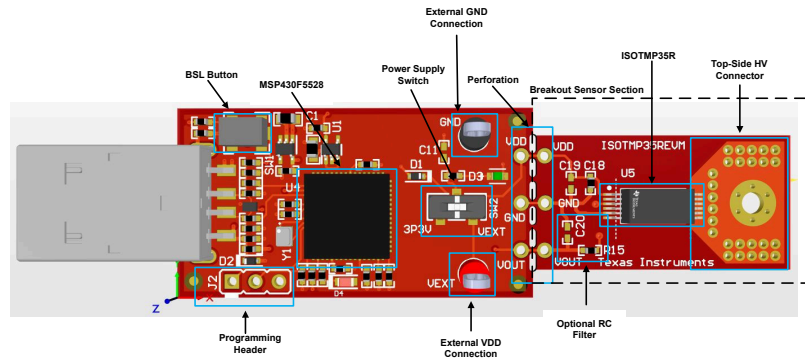 External GND
Connection
ISOTMP35R
BSL Button
MSP430F5528
Power Supply
Switch
Perforation
Breakout Sensor Section
Top-Side HV
Connector
C1
U1
SW1
GND
C11
VDD
VDD
ISOTMP35REVM
D1
D3
C19
C18
U5
U4
SW2
GND
GND
3P3V
VEXT
C20
Y1
VOUT
R15
D2
VOUT
Texas Instruments
J2
D4
VEXT
Z
X
Programming
Header
External VDD
Connection
Optional RC
Filter